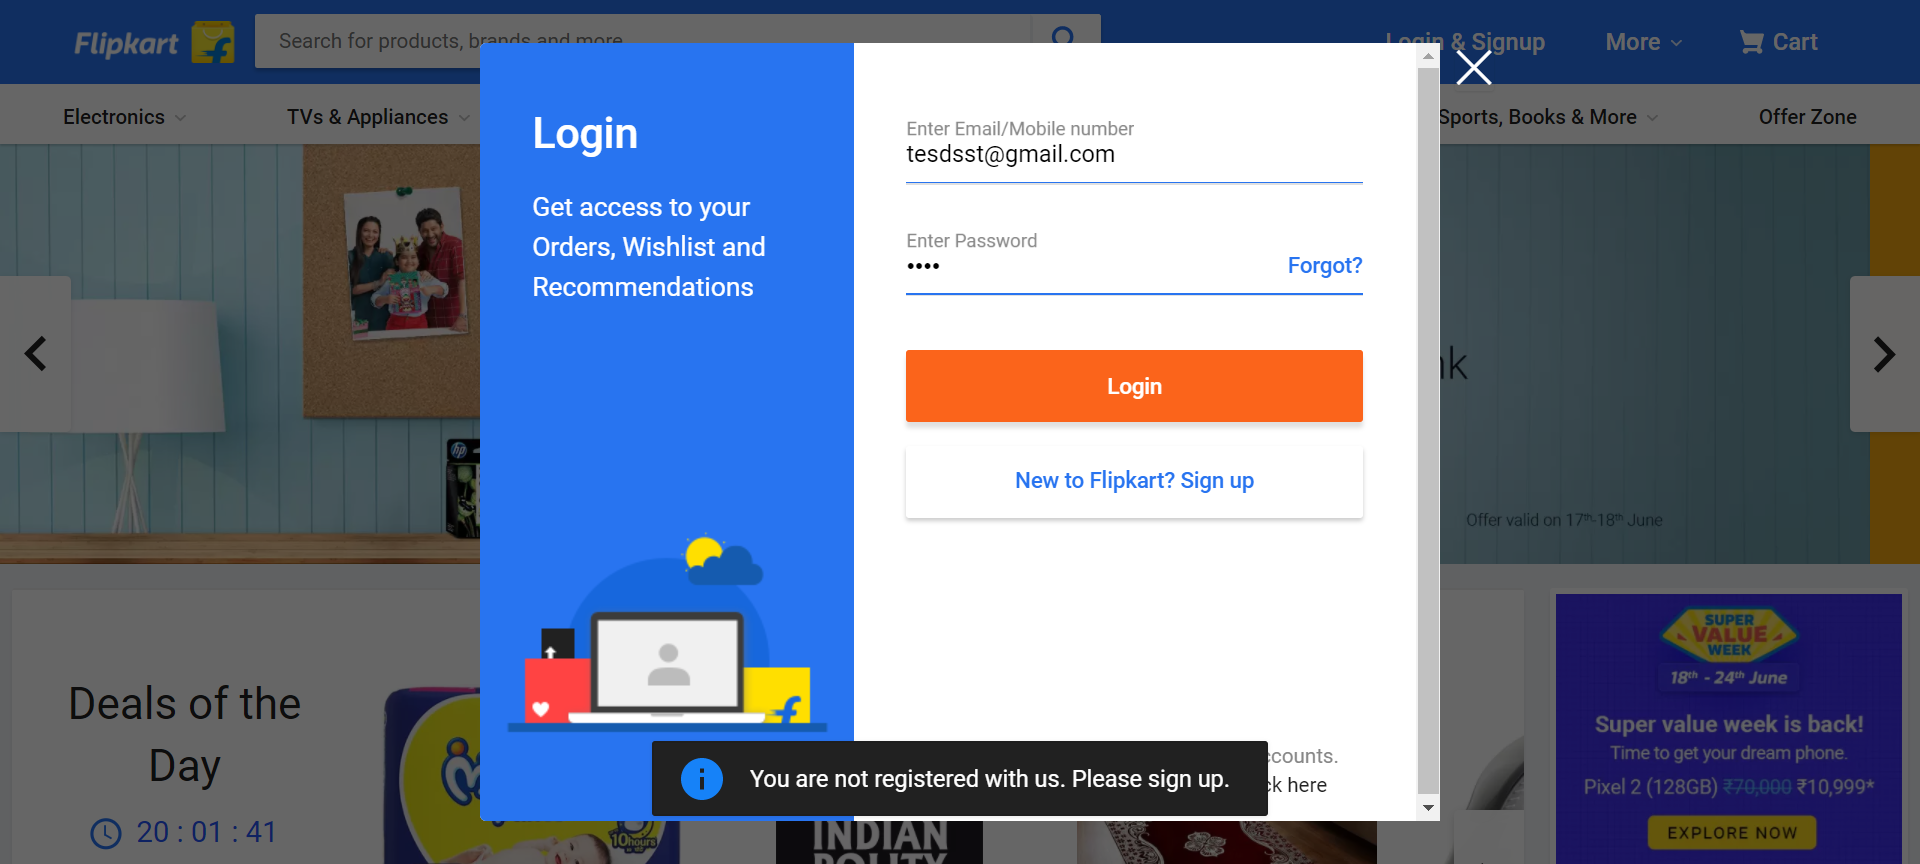 Flipkart
Search for products, brands and more
Login & Signup
More
Cart
Electronics
TVs & Appliances
Sports, Books & More
Offer Zone
Login
Get access to your
Orders, Wishlist and
Recommendations
Enter Email/Mobile number
tesdsst@gmail.com
Enter Password
••••
Forgot?
Login
New to Flipkart? Sign up
hp
Offer valid on 17th-18th June
Deals of the
Day
20 : 01 : 41
10hours
You are not registered with us. Please sign up.
ccounts.
ck here
INDIAN
POLITY
SUPER
VALUE
WEEK
18th - 24th June
Super value week is back!
Time to get your dream phone.
Pixel 2 (128GB) ₹70,000 ₹10,999*
EXPLORE NOW